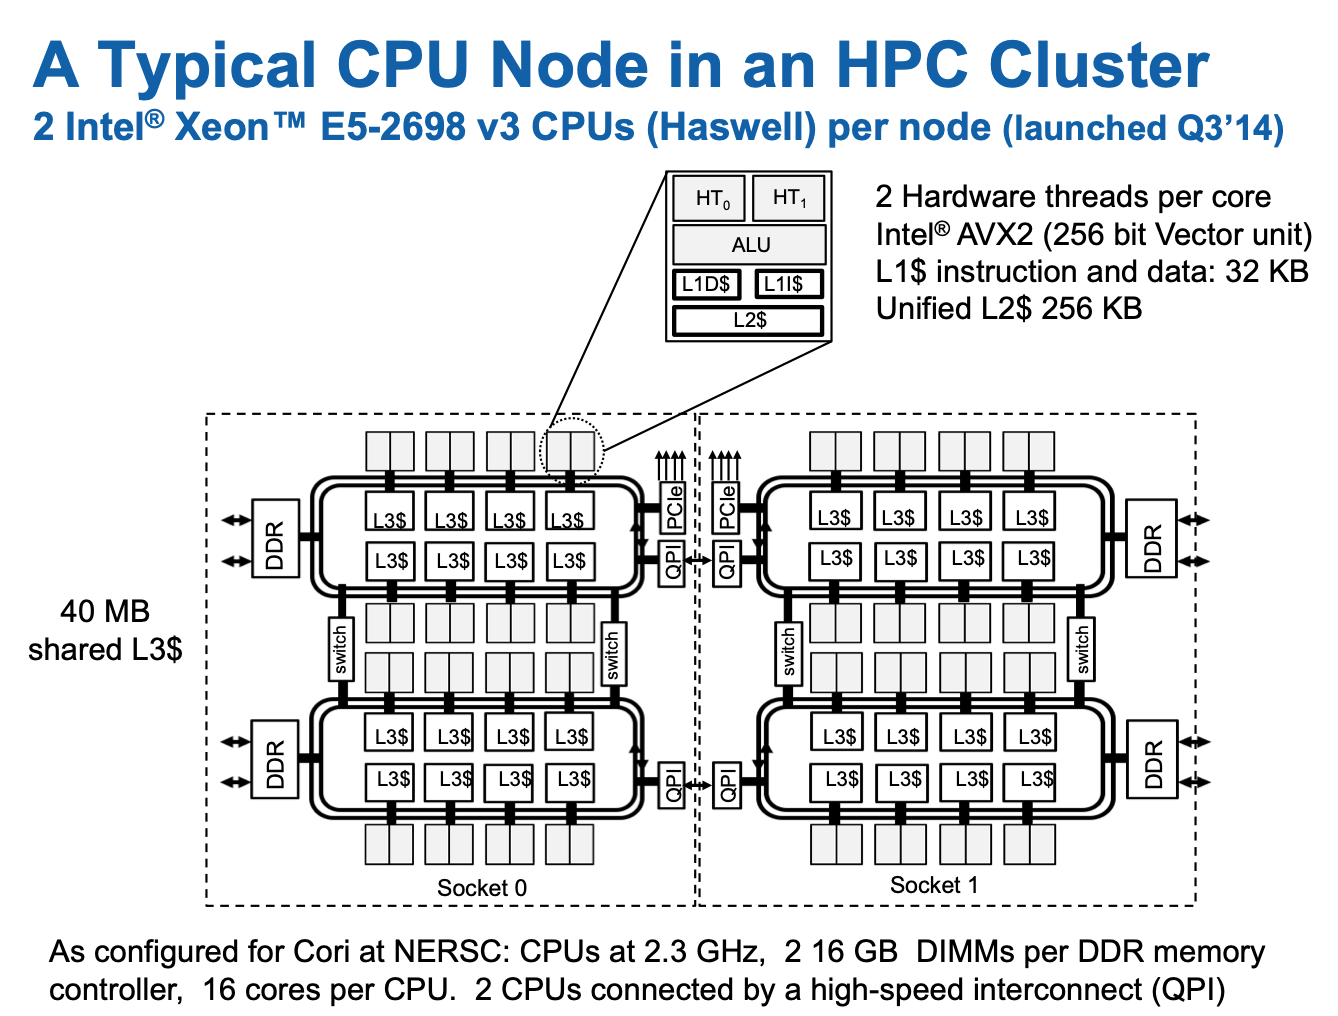 A Typical CPU Node in an HPC Cluster
2 Intel® Xeon™ E5-2698 v3 CPUs (Haswell) per node (launched Q3’14)
HT0 HT1
ALU
L1D$ L1I$
L2$
2 Hardware threads per core
Intel® AVX2 (256 bit Vector unit)
L1$ instruction and data: 32 KB
Unified L2$ 256 KB
40 MB
shared L3$
DDR
L3$ L3$ L3$ L3$
L3$ L3$ L3$ L3$
PCIe
QPI
switch
switch
DDR
L3$ L3$ L3$ L3$
L3$ L3$ L3$ L3$
QPI
Socket 0
PCIe
QPI
L3$ L3$ L3$ L3$
L3$ L3$ L3$ L3$
DDR
switch
switch
QPI
L3$ L3$ L3$ L3$
L3$ L3$ L3$ L3$
DDR
Socket 1
As configured for Cori at NERSC: CPUs at 2.3 GHz, 2 16 GB DIMMs per DDR memory
controller, 16 cores per CPU. 2 CPUs connected by a high-speed interconnect (QPI)